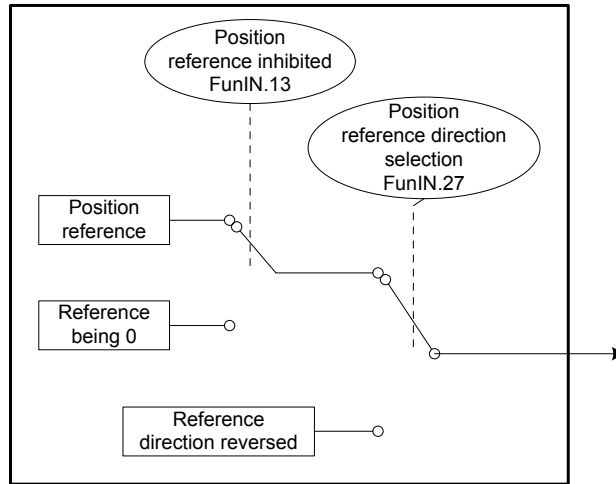 Position
reference inhibited
FunIN.13
Position
reference direction
selection
FunIN.27
Position
reference
Reference
being 0
Reference
direction reversed